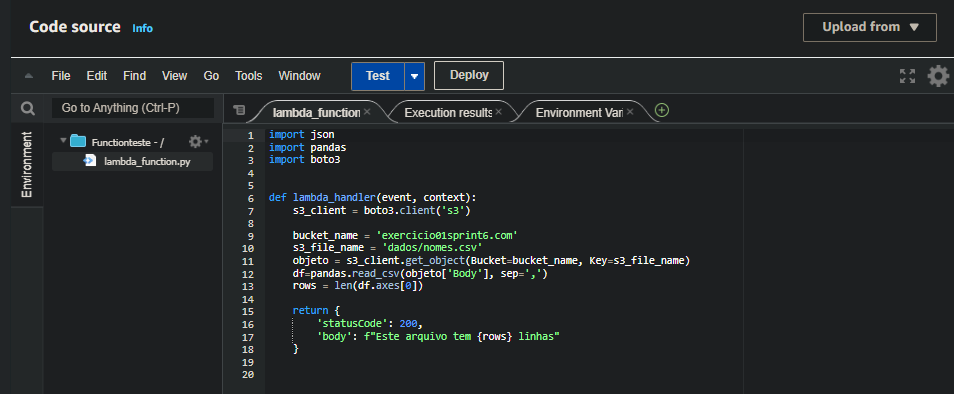 Code source Info
Upload from ▼
File Edit Find View Go Tools Window Test Deploy
Go to Anything (Ctrl-P)
lambda_function × Execution results × Environment Var ×
Environment
Functionteste - /
lambda_function.py
1 import json
2 import pandas
3 import boto3
4
5
6 def lambda_handler(event, context):
7     s3_client = boto3.client('s3')
8
9     bucket_name = 'exercicio01sprint6.com'
10     s3_file_name = 'dados/nomes.csv'
11     objeto = s3_client.get_object(Bucket=bucket_name, Key=s3_file_name)
12     df=pandas.read_csv(objeto['Body'], sep=',')
13     rows = len(df.axes[0])
14
15     return {
16         'statusCode': 200,
17         'body': f"Este arquivo tem {rows} linhas"
18     }
19
20